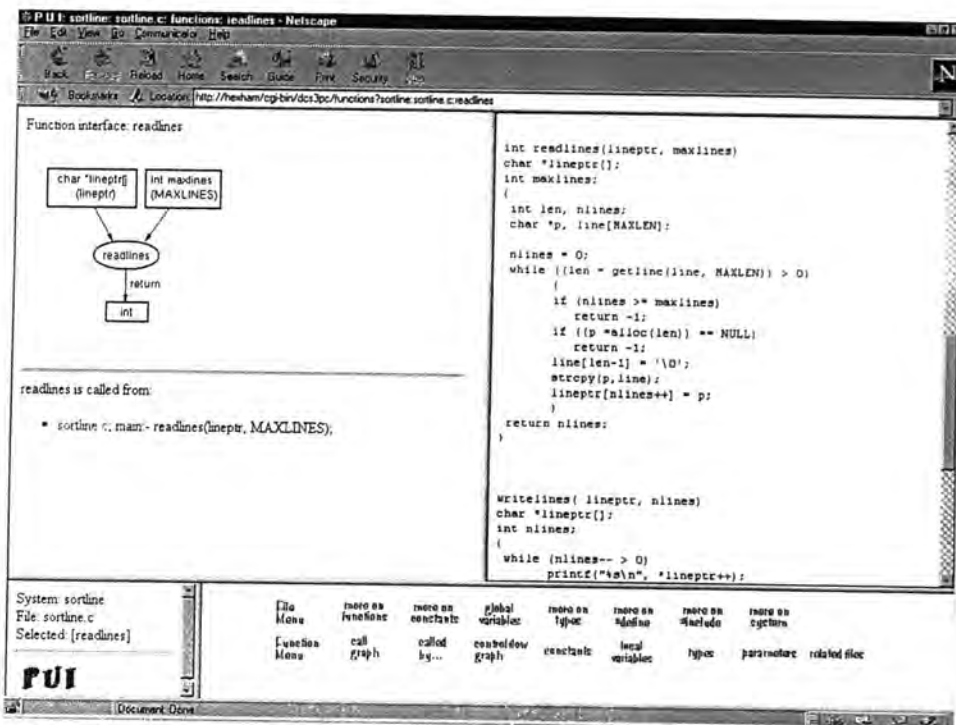 P U I: sortline: sortline.c: functions: readlines - Netscape
File Edit View Go Communicator Help
Back Reload Home Search Guide Print Security
Bookmarks Location: http://hexham/cgi-bin/dcs3pc/functions?sortline:sortline.c:readlines
N
Function interface: readlines
char *lineptr[]
(lineptr)
int maxlines
(MAXLINES)
readlines
return
int
readlines is called from:
• sortline.c; main:- readlines(lineptr, MAXLINES);
int readlines(lineptr, maxlines)
char *lineptr[];
int maxlines;
{
int len, nlines;
char *p, line[MAXLEN];
nlines = 0;
while ((len = getline(line, MAXLEN)) > 0)
{
if (nlines >= maxlines)
return -1;
if ((p =alloc(len)) == NULL)
return -1;
line[len-1] = '\0';
strcpy(p,line);
lineptr[nlines++] = p;
}
return nlines;
}
writelines( lineptr, nlines)
char *lineptr[];
int nlines;
{
while (nlines-- > 0)
printf("%s\n", *lineptr++);
System: sortline
File: sortline.c
Selected: [readlines]
PUI
File Menu more on functions more on constants global variables more on types more on #define more on #include more on system
Function Menu call graph called by... control flow graph constants local variables types parameters related files
Document: Done